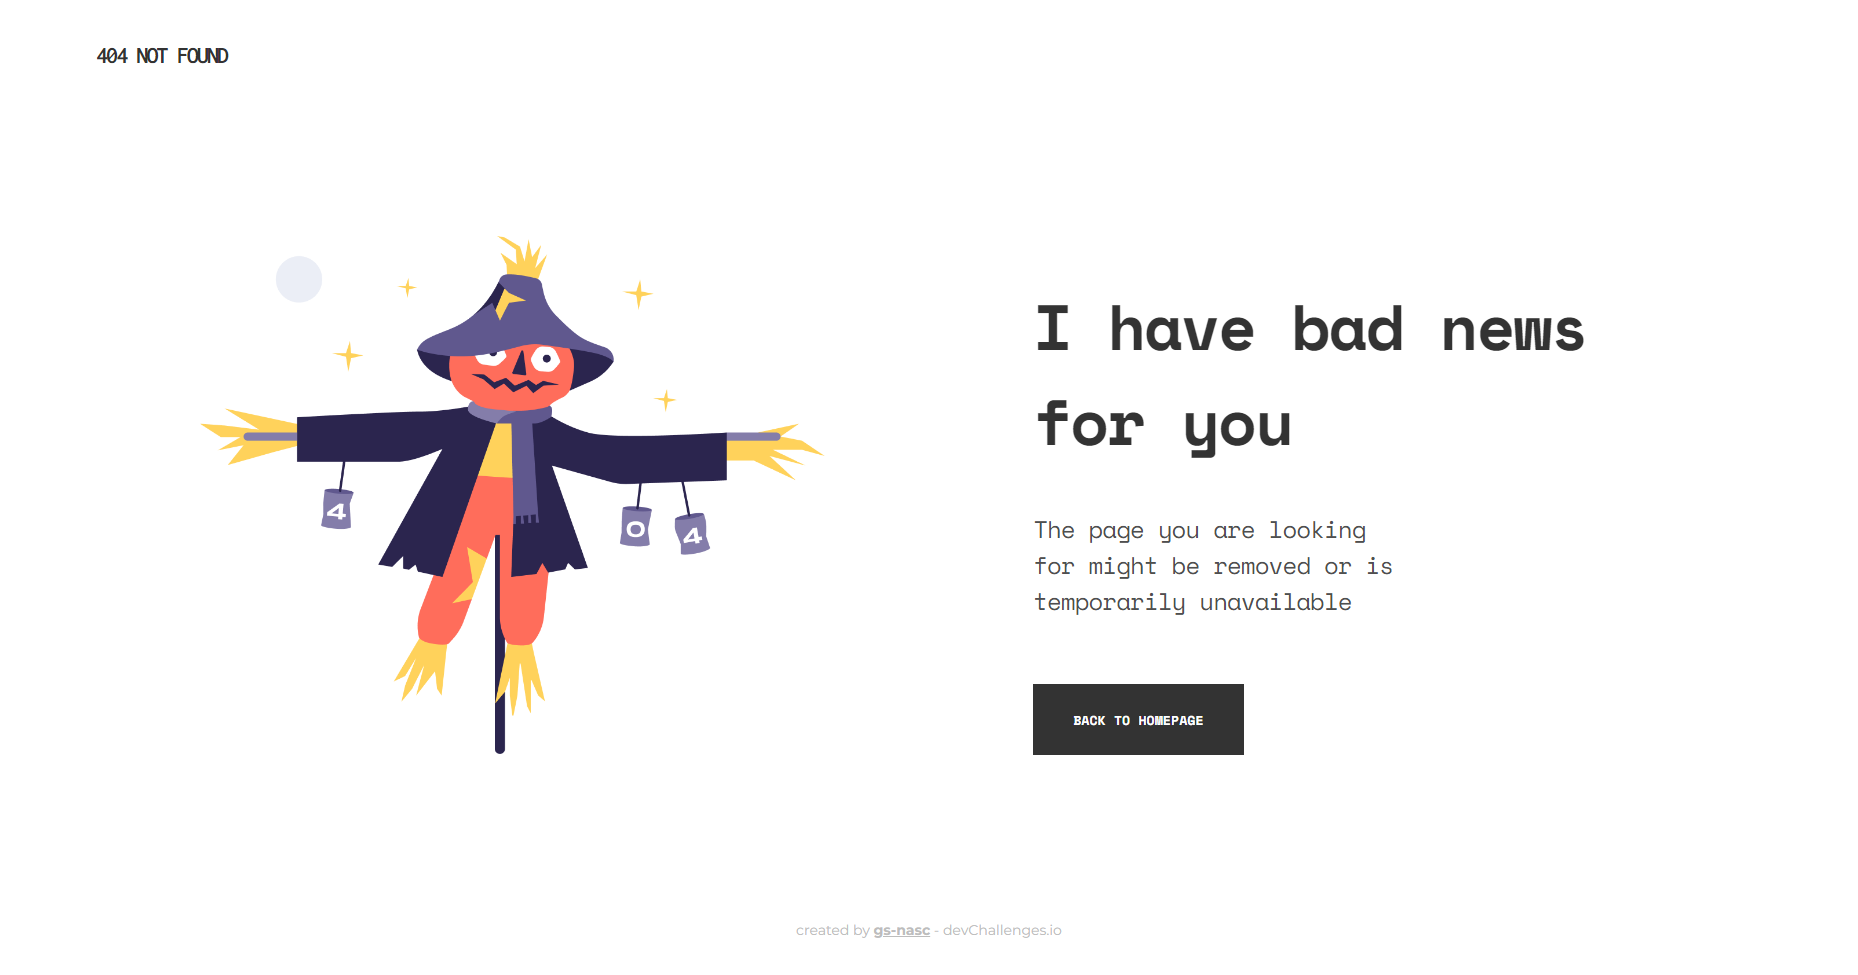 404 NOT FOUND
4
0
4
I have bad news
for you
The page you are looking
for might be removed or is
temporarily unavailable
BACK TO HOMEPAGE
created by gs-nasc - devChallenges.io